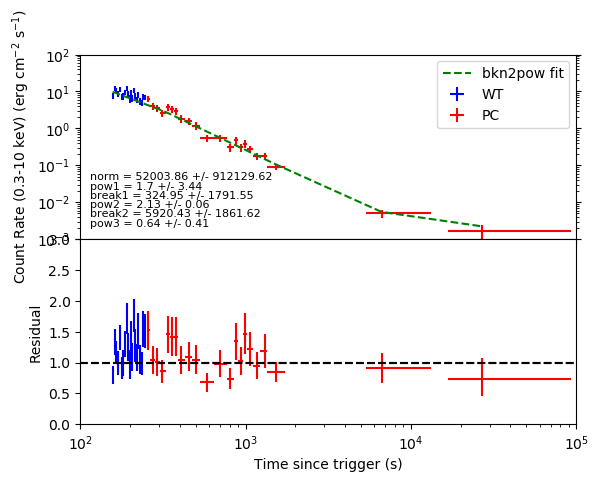 Count Rate (0.3-10 keV) (erg cm⁻² s⁻¹)
10²
10¹
10⁰
10⁻¹
10⁻²
10⁻³
bkn2pow fit
WT
PC
norm = 52003.86 +/- 912129.62
pow1 = 1.7 +/- 3.44
break1 = 324.95 +/- 1791.55
pow2 = 2.13 +/- 0.06
break2 = 5920.43 +/- 1861.62
pow3 = 0.64 +/- 0.41
Residual
3.0
2.5
2.0
1.5
1.0
0.5
0.0
10² 10³ 10⁴ 10⁵
Time since trigger (s)